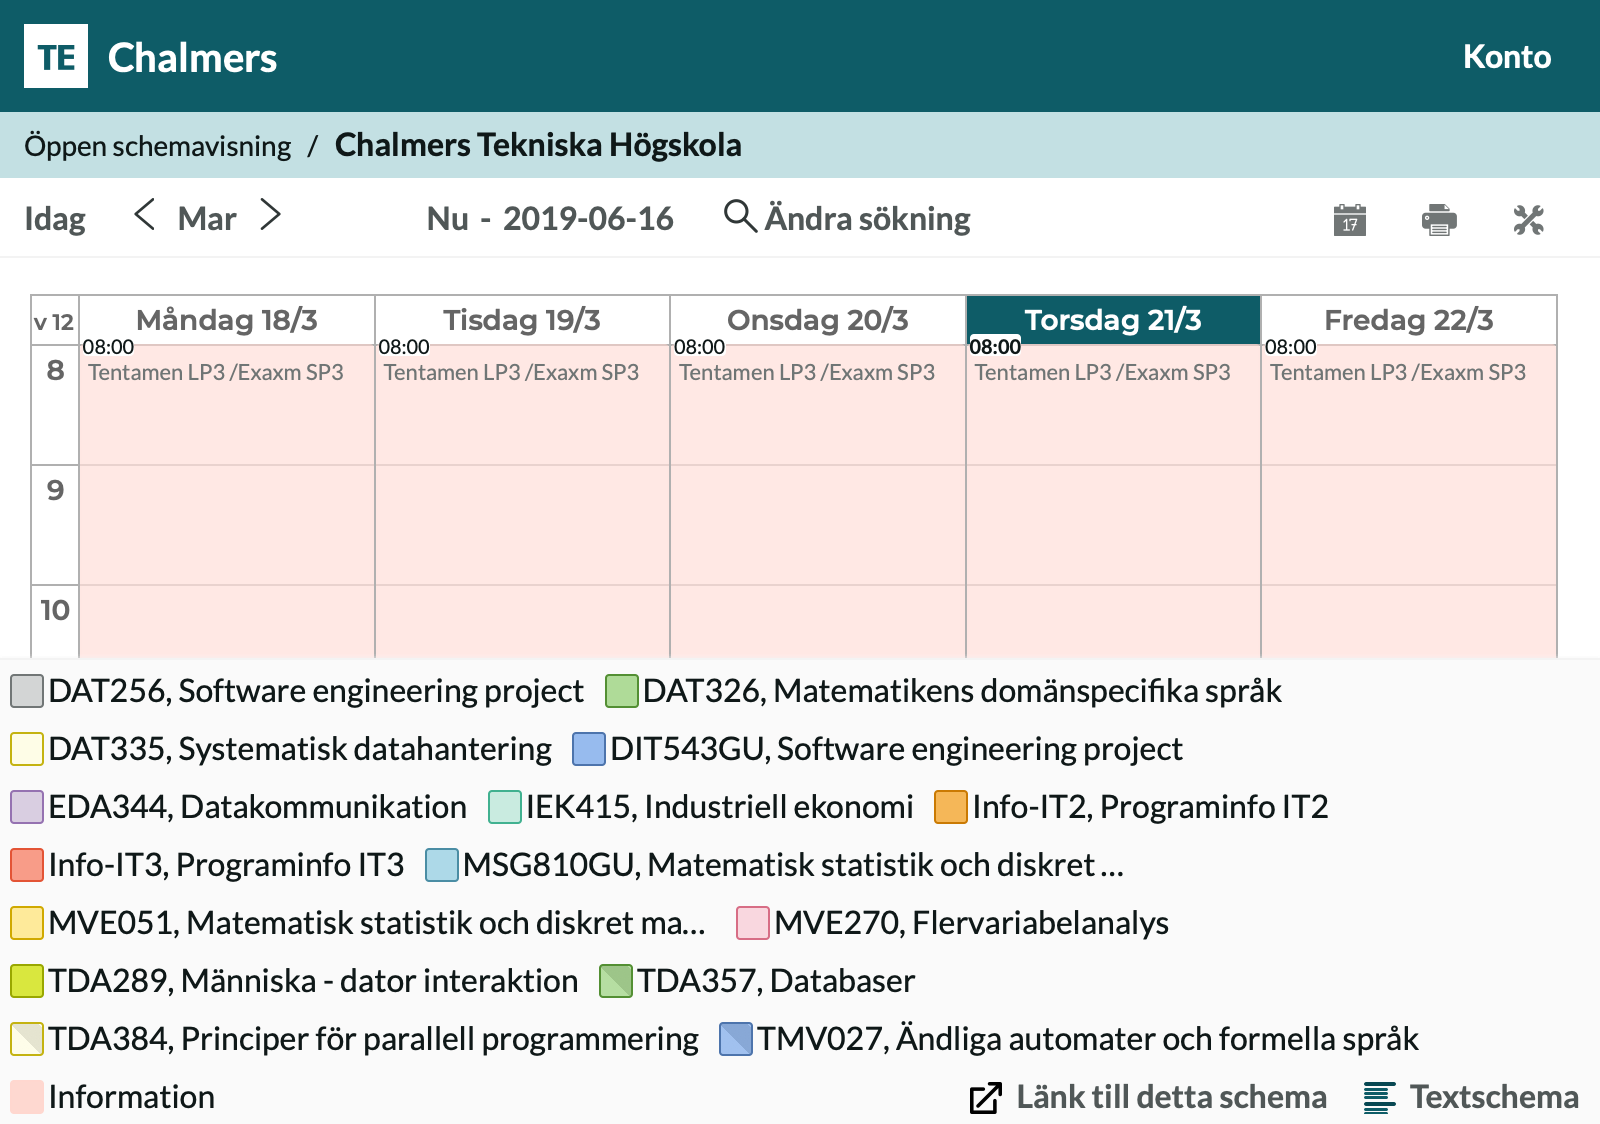 TE Chalmers Konto
Öppen schemavisning / Chalmers Tekniska Högskola
Idag Mar Nu - 2019-06-16 Ändra sökning 17
v 12 Måndag 18/3 Tisdag 19/3 Onsdag 20/3 Torsdag 21/3 Fredag 22/3
08:00 08:00 08:00 08:00 08:00
8 Tentamen LP3 /Exaxm SP3 Tentamen LP3 /Exaxm SP3 Tentamen LP3 /Exaxm SP3 Tentamen LP3 /Exaxm SP3 Tentamen LP3 /Exaxm SP3
9
10
DAT256, Software engineering project DAT326, Matematikens domänspecifika språk
DAT335, Systematisk datahantering DIT543GU, Software engineering project
EDA344, Datakommunikation IEK415, Industriell ekonomi Info-IT2, Programinfo IT2
Info-IT3, Programinfo IT3 MSG810GU, Matematisk statistik och diskret ...
MVE051, Matematisk statistik och diskret ma... MVE270, Flervariabelanalys
TDA289, Människa - dator interaktion TDA357, Databaser
TDA384, Principer för parallell programmering TMV027, Ändliga automater och formella språk
Information Länk till detta schema Textschema